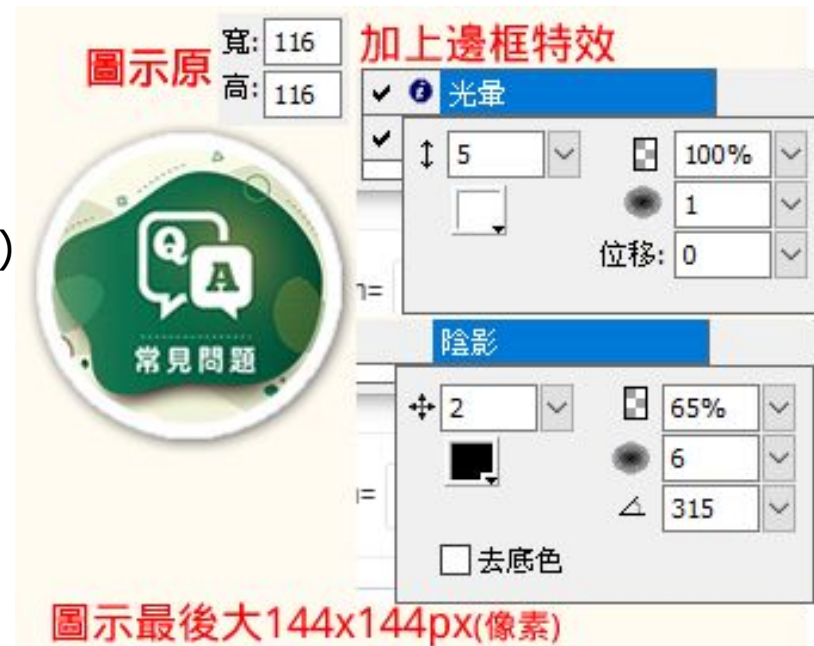 圖示原
寬: 116
高: 116
加上邊框特效
光暈
5
100%
1
位移: 0
)
Q
A
常見問題
n=
陰影
2
65%
6
315
=
去底色
圖示最後大144x144px(像素)